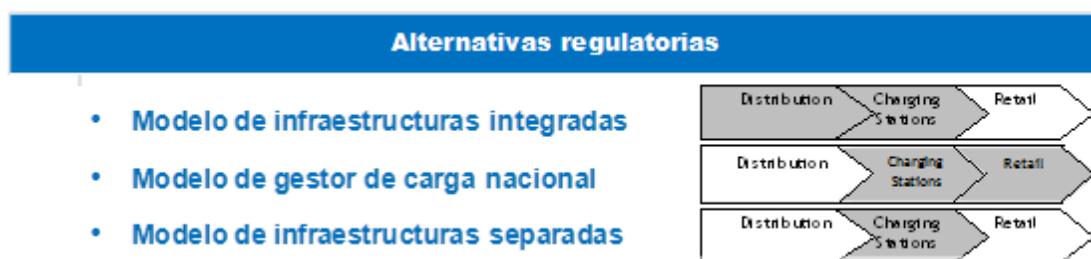 Alternativas regulatorias
• Modelo de infraestructuras integradas
Distribution Charging Stations Retail
• Modelo de gestor de carga nacional
Distribution Charging Stations Retail
• Modelo de infraestructuras separadas
Distribution Charging Stations Retail